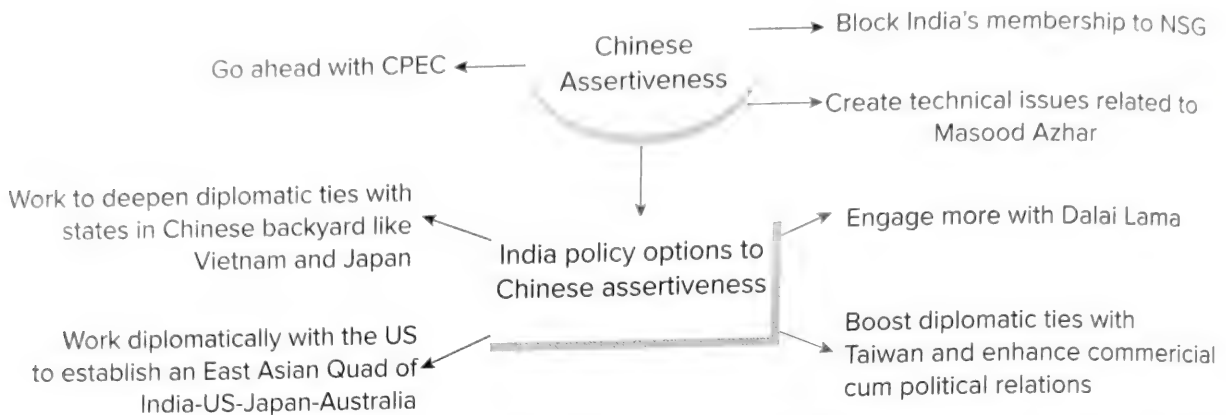 Chinese
Assertiveness
Go ahead with CPEC
Block India's membership to NSG
Create technical issues related to
Masood Azhar
India policy options to
Chinese assertiveness
Work to deepen diplomatic ties with
states in Chinese backyard like
Vietnam and Japan
Engage more with Dalai Lama
Work diplomatically with the US
to establish an East Asian Quad of
India-US-Japan-Australia
Boost diplomatic ties with
Taiwan and enhance commericial
cum political relations